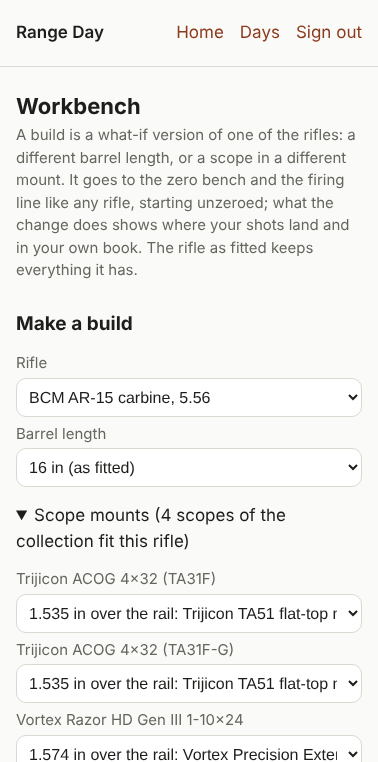 Range Day
Home Days Sign out
Workbench
A build is a what-if version of one of the rifles: a
different barrel length, or a scope in a different
mount. It goes to the zero bench and the firing
line like any rifle, starting unzeroed; what the
change does shows where your shots land and
in your own book. The rifle as fitted keeps
everything it has.
Make a build
Rifle
BCM AR-15 carbine, 5.56
Barrel length
16 in (as fitted)
▼ Scope mounts (4 scopes of the
collection fit this rifle)
Trijicon ACOG 4×32 (TA31F)
1.535 in over the rail: Trijicon TA51 flat-top
Trijicon ACOG 4×32 (TA31F-G)
1.535 in over the rail: Trijicon TA51 flat-top
Vortex Razor HD Gen III 1-10×24
1.574 in over the rail: Vortex Precision